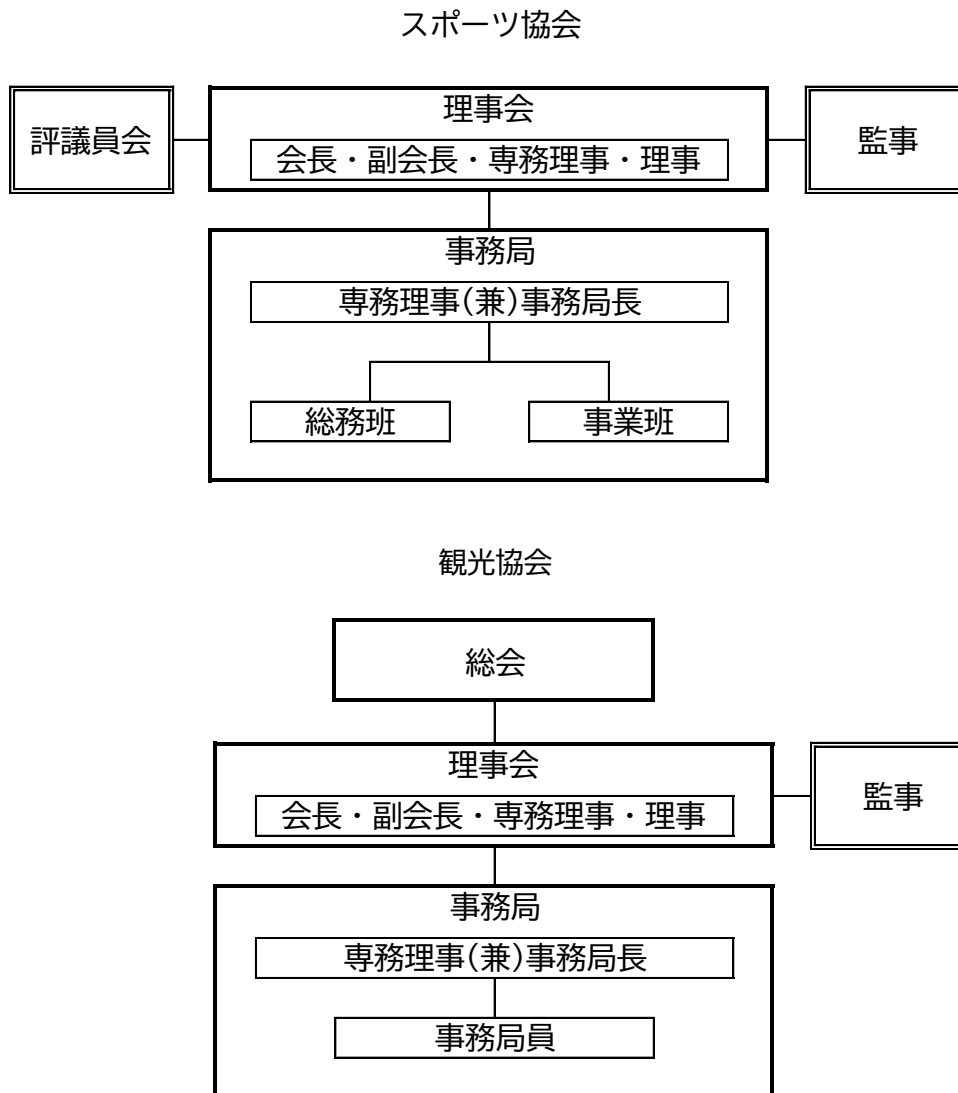 スポーツ協会
評議員会
理事会
会長・副会長・専務理事・理事
監事
事務局
専務理事(兼)事務局長
総務班
事業班
観光協会
総会
理事会
会長・副会長・専務理事・理事
監事
事務局
専務理事(兼)事務局長
事務局員